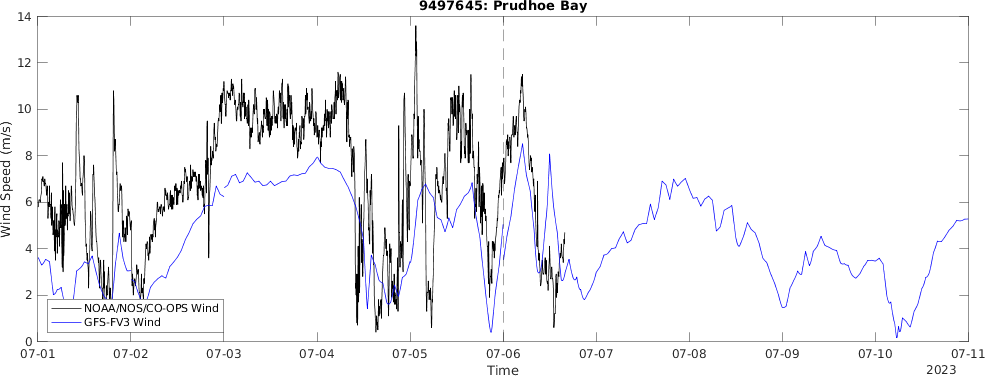 9497645: Prudhoe Bay
Wind Speed (m/s)
14
12
10
8
6
4
2
0
NOAA/NOS/CO-OPS Wind
GFS-FV3 Wind
07-01 07-02 07-03 07-04 07-05 07-06 07-07 07-08 07-09 07-10 07-11
Time
2023